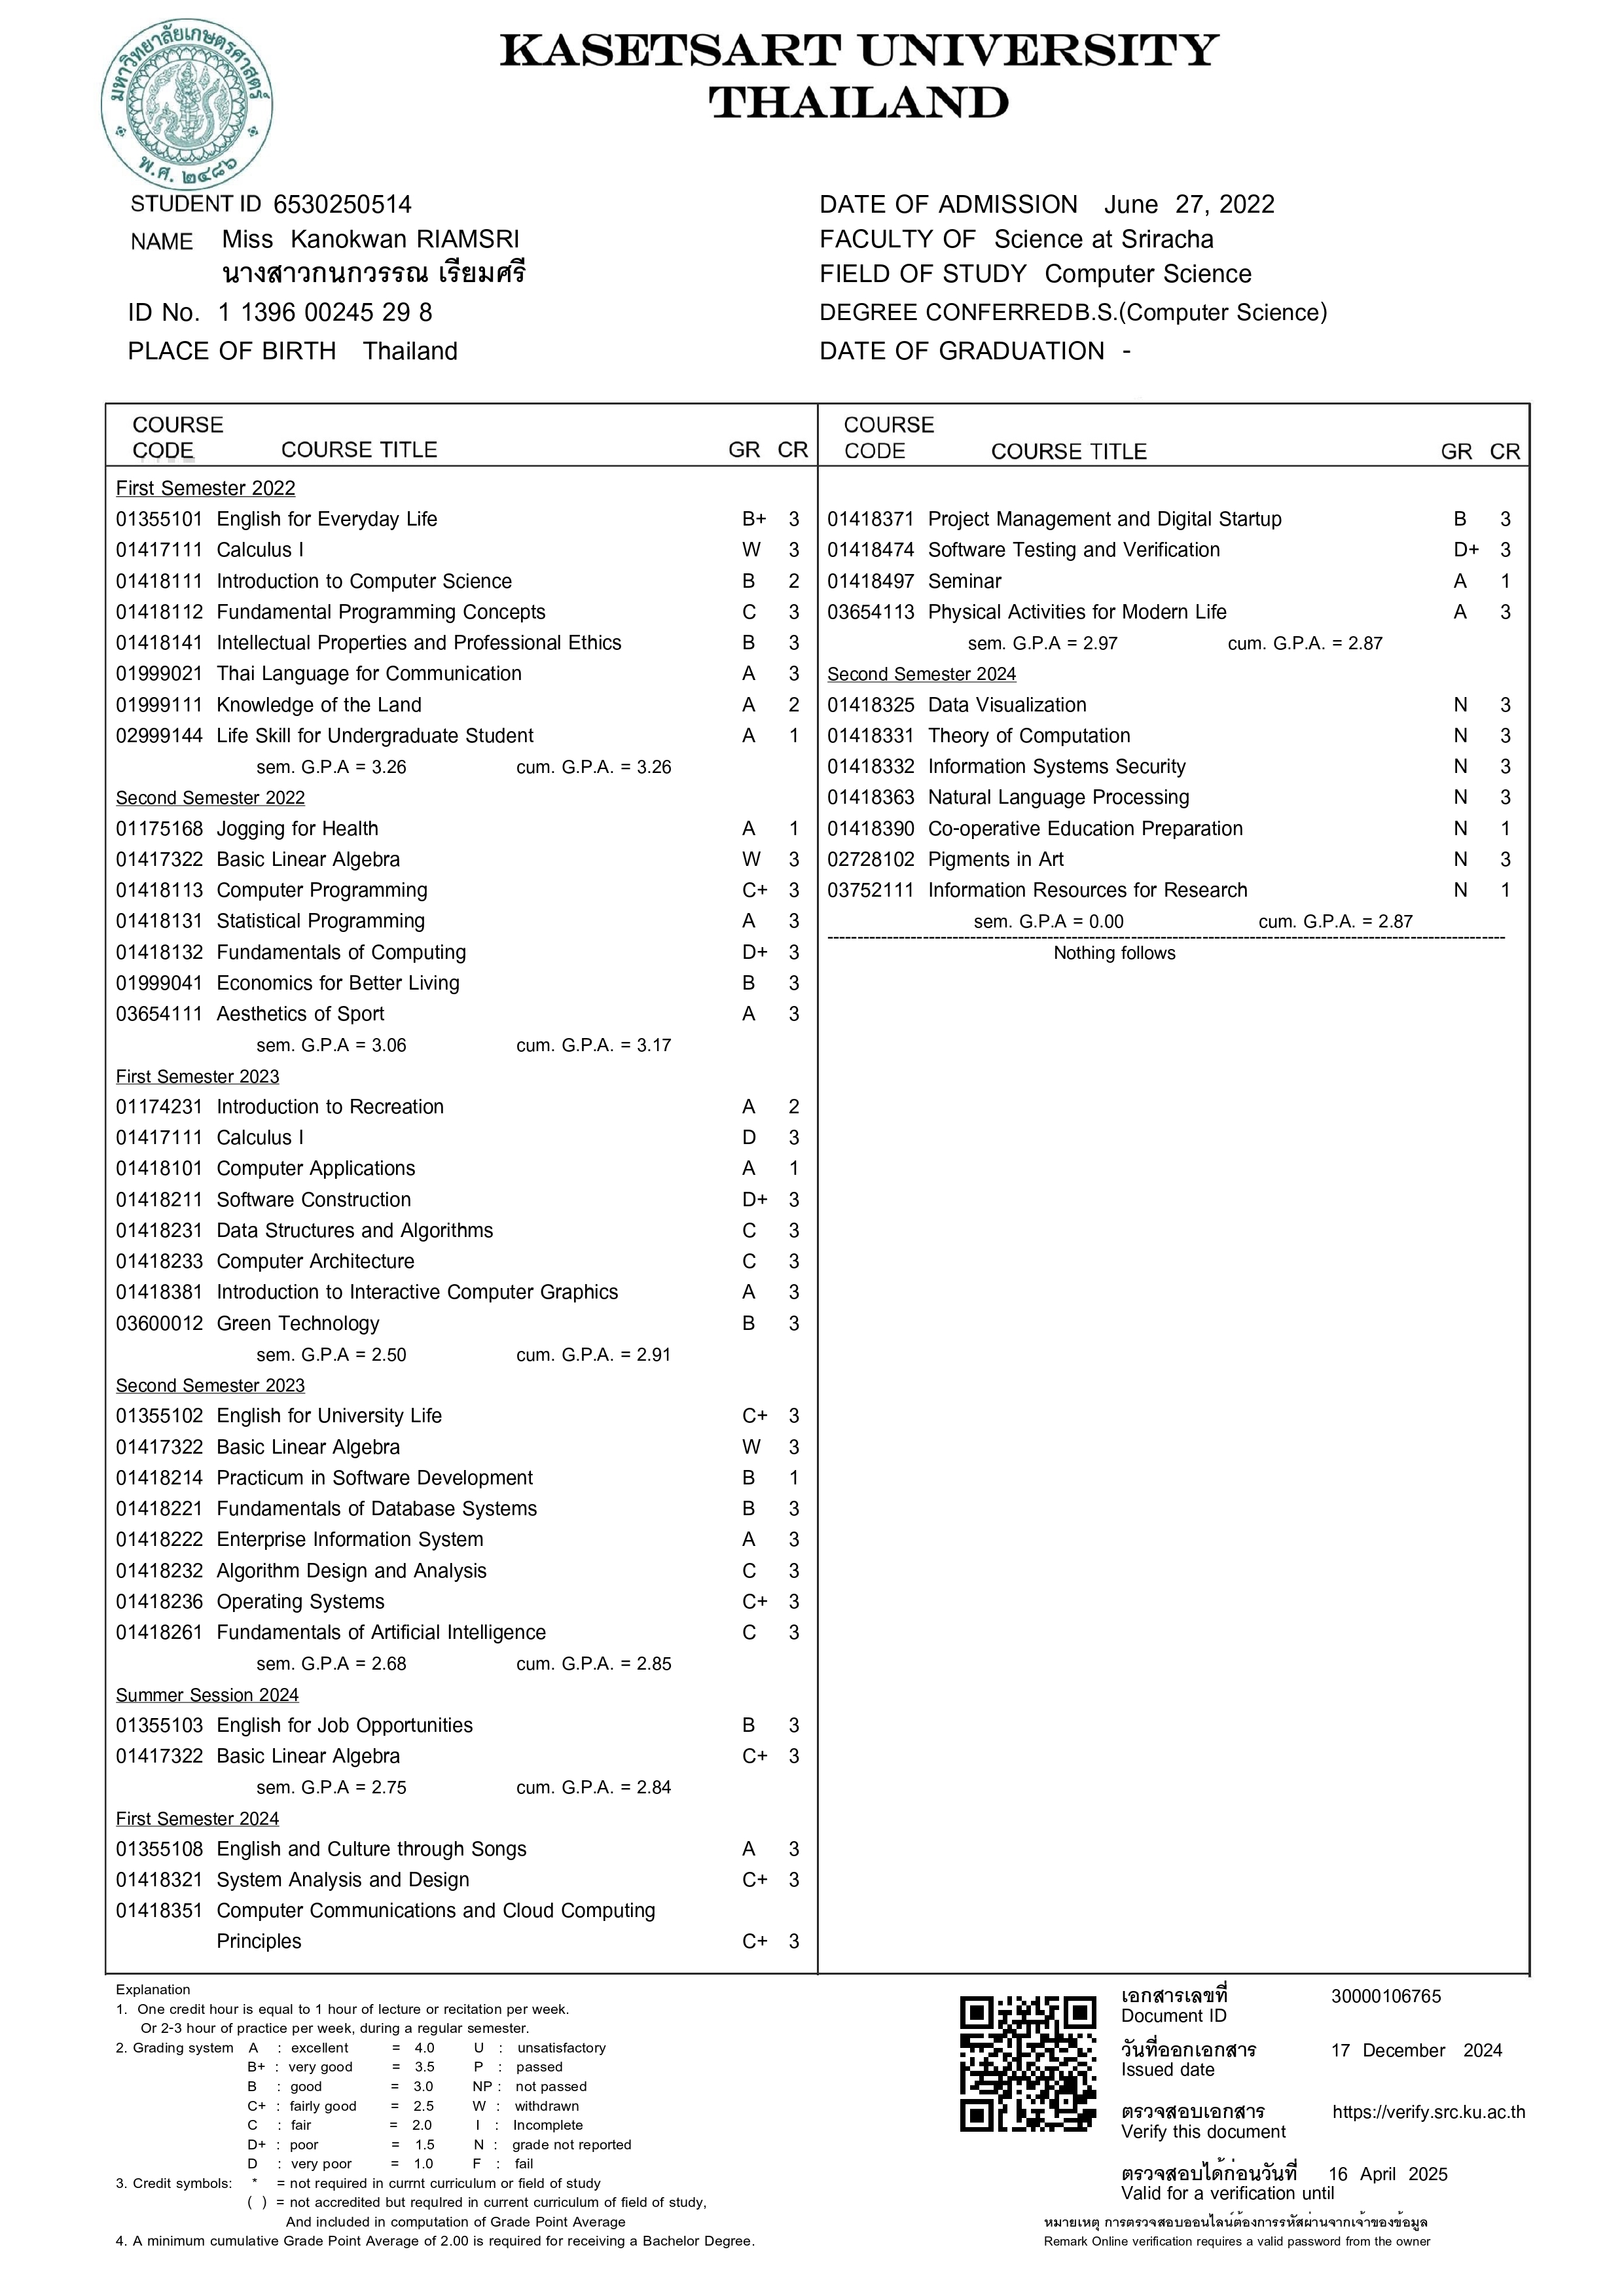 มหาวิทยาลัยเกษตรศาสตร์
พ.ศ. ๒๔๘๖
KASETSART UNIVERSITY
THAILAND
STUDENT ID 6530250514
NAME Miss Kanokwan RIAMSRI
นางสาวกนกวรรณ เรียมศรี
ID No. 1 1396 00245 29 8
PLACE OF BIRTH Thailand
DATE OF ADMISSION June 27, 2022
FACULTY OF Science at Sriracha
FIELD OF STUDY Computer Science
DEGREE CONFERRED B.S.(Computer Science)
DATE OF GRADUATION -
COURSE
CODE COURSE TITLE GR CR
First Semester 2022
01355101 English for Everyday Life B+ 3
01417111 Calculus I W 3
01418111 Introduction to Computer Science B 2
01418112 Fundamental Programming Concepts C 3
01418141 Intellectual Properties and Professional Ethics B 3
01999021 Thai Language for Communication A 3
01999111 Knowledge of the Land A 2
02999144 Life Skill for Undergraduate Student A 1
sem. G.P.A = 3.26 cum. G.P.A. = 3.26
Second Semester 2022
01175168 Jogging for Health A 1
01417322 Basic Linear Algebra W 3
01418113 Computer Programming C+ 3
01418131 Statistical Programming A 3
01418132 Fundamentals of Computing D+ 3
01999041 Economics for Better Living B 3
03654111 Aesthetics of Sport A 3
sem. G.P.A = 3.06 cum. G.P.A. = 3.17
First Semester 2023
01174231 Introduction to Recreation A 2
01417111 Calculus I D 3
01418101 Computer Applications A 1
01418211 Software Construction D+ 3
01418231 Data Structures and Algorithms C 3
01418233 Computer Architecture C 3
01418381 Introduction to Interactive Computer Graphics A 3
03600012 Green Technology B 3
sem. G.P.A = 2.50 cum. G.P.A. = 2.91
Second Semester 2023
01355102 English for University Life C+ 3
01417322 Basic Linear Algebra W 3
01418214 Practicum in Software Development B 1
01418221 Fundamentals of Database Systems B 3
01418222 Enterprise Information System A 3
01418232 Algorithm Design and Analysis C 3
01418236 Operating Systems C+ 3
01418261 Fundamentals of Artificial Intelligence C 3
sem. G.P.A = 2.68 cum. G.P.A. = 2.85
Summer Session 2024
01355103 English for Job Opportunities B 3
01417322 Basic Linear Algebra C+ 3
sem. G.P.A = 2.75 cum. G.P.A. = 2.84
First Semester 2024
01355108 English and Culture through Songs A 3
01418321 System Analysis and Design C+ 3
01418351 Computer Communications and Cloud Computing
Principles C+ 3
COURSE
CODE COURSE TITLE GR CR
01418371 Project Management and Digital Startup B 3
01418474 Software Testing and Verification D+ 3
01418497 Seminar A 1
03654113 Physical Activities for Modern Life A 3
sem. G.P.A = 2.97 cum. G.P.A. = 2.87
Second Semester 2024
01418325 Data Visualization N 3
01418331 Theory of Computation N 3
01418332 Information Systems Security N 3
01418363 Natural Language Processing N 3
01418390 Co-operative Education Preparation N 1
02728102 Pigments in Art N 3
03752111 Information Resources for Research N 1
sem. G.P.A = 0.00 cum. G.P.A. = 2.87
Nothing follows
Explanation
1. One credit hour is equal to 1 hour of lecture or recitation per week.
Or 2-3 hour of practice per week, during a regular semester.
2. Grading system A : excellent = 4.0 U : unsatisfactory
B+ : very good = 3.5 P : passed
B : good = 3.0 NP : not passed
C+ : fairly good = 2.5 W : withdrawn
C : fair = 2.0 I : Incomplete
D+ : poor = 1.5 N : grade not reported
D : very poor = 1.0 F : fail
3. Credit symbols: * = not required in currnt curriculum or field of study
( ) = not accredited but requIred in current curriculum of field of study,
And included in computation of Grade Point Average
4. A minimum cumulative Grade Point Average of 2.00 is required for receiving a Bachelor Degree.
เอกสารเลขที่ 30000106765
Document ID
วันที่ออกเอกสาร 17 December 2024
Issued date
ตรวจสอบเอกสาร https://verify.src.ku.ac.th
Verify this document
ตรวจสอบได้ก่อนวันที่ 16 April 2025
Valid for a verification until
หมายเหตุ การตรวจสอบออนไลน์ต้องการรหัสผ่านจากเจ้าของข้อมูล
Remark Online verification requires a valid password from the owner